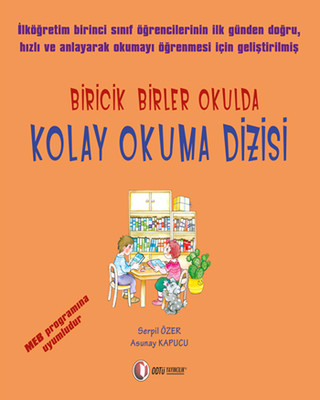 İlköğretim birinci sınıf öğrencilerinin ilk günden doğru,
hızlı ve anlayarak okumayı öğrenmesi için geliştirilmiş
BİRİCİK BİRLER OKULDA
KOLAY OKUMA DİZİSİ
MEB programına
uyumludur
Serpil ÖZER
Asunay KAPUCU
ODTÜ YAYINCILIK